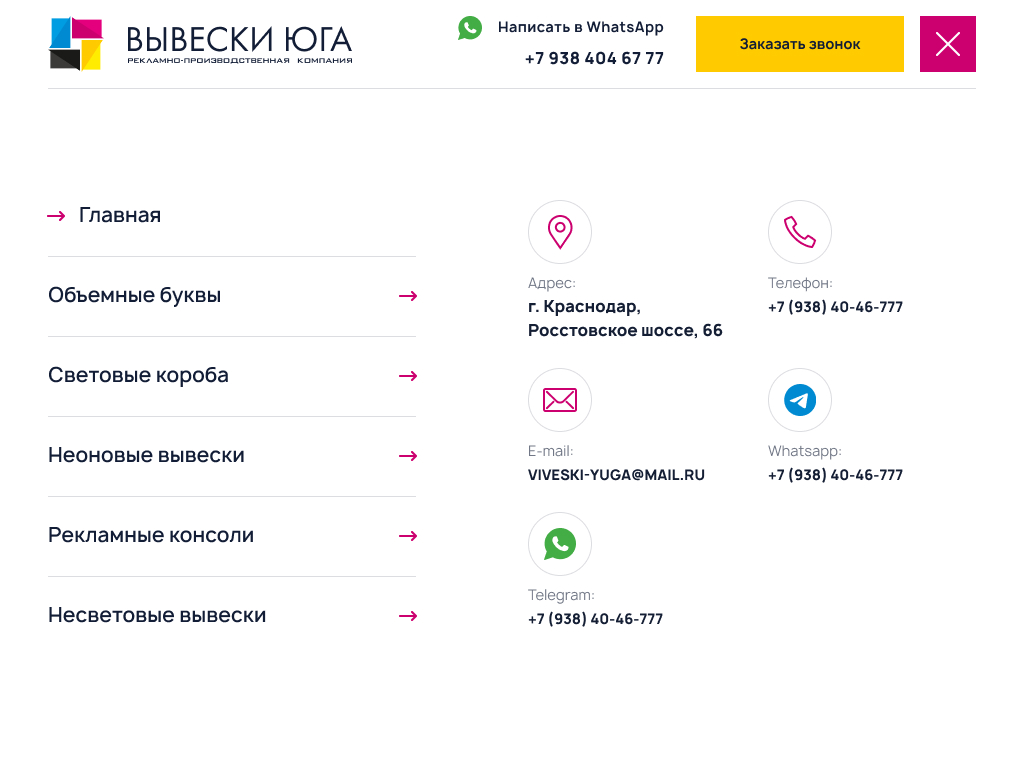 ВЫВЕСКИ ЮГА
РЕКЛАМНО-ПРОИЗВОДСТВЕННАЯ КОМПАНИЯ
Написать в WhatsApp
+7 938 404 67 77
Заказать звонок
Главная
Объемные буквы
Световые короба
Неоновые вывески
Рекламные консоли
Несветовые вывески
Адрес:
г. Краснодар,
Росстовское шоссе, 66
Телефон:
+7 (938) 40-46-777
E-mail:
VIVESKI-YUGA@MAIL.RU
Whatsapp:
+7 (938) 40-46-777
Telegram:
+7 (938) 40-46-777